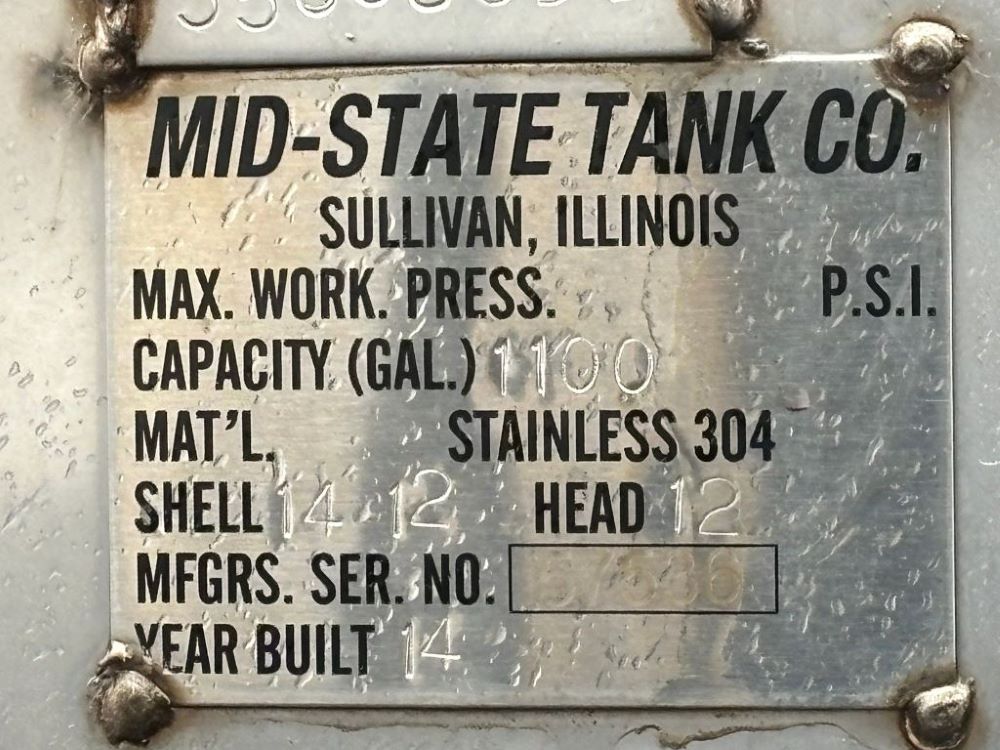 MID-STATE TANK CO.
SULLIVAN, ILLINOIS
MAX. WORK. PRESS. P.S.I.
CAPACITY (GAL.) 1100
MAT'L. STAINLESS 304
SHELL 14 12 HEAD 12
MFGRS. SER. NO.
YEAR BUILT 14